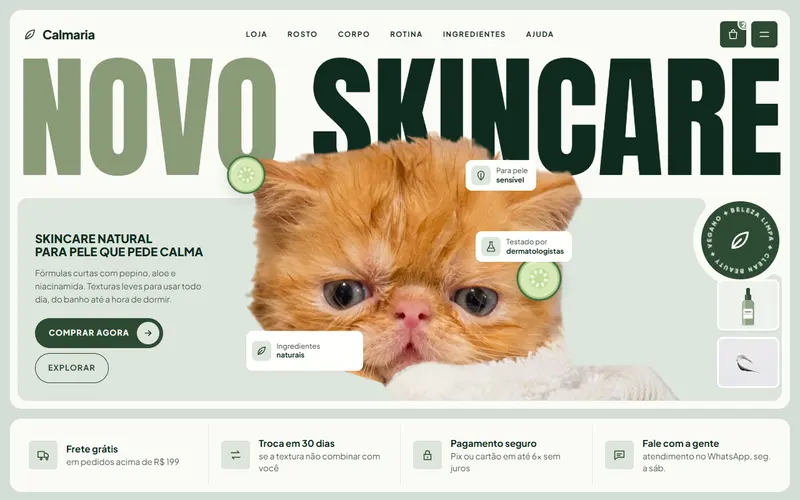 Calmaria
LOJA
ROSTO
CORPO
ROTINA
INGREDIENTES
AJUDA
NOVO SKINCARE
Para pele
sensível
Testado por
dermatologistas
VEGANO + BELEZA LIMPA + CLEAN BEAUTY +
SKINCARE NATURAL
PARA PELE QUE PEDE CALMA
Fórmulas curtas com pepino, aloe e
niacinamida. Texturas leves para usar todo
dia, do banho até a hora de dormir.
COMPRAR AGORA
EXPLORAR
Ingredientes
naturais
Frete grátis
em pedidos acima de R$ 199
Troca em 30 dias
se a textura não combinar com
você
Pagamento seguro
Pix ou cartão em até 6x sem
juros
Fale com a gente
atendimento no WhatsApp, seg.
a sáb.